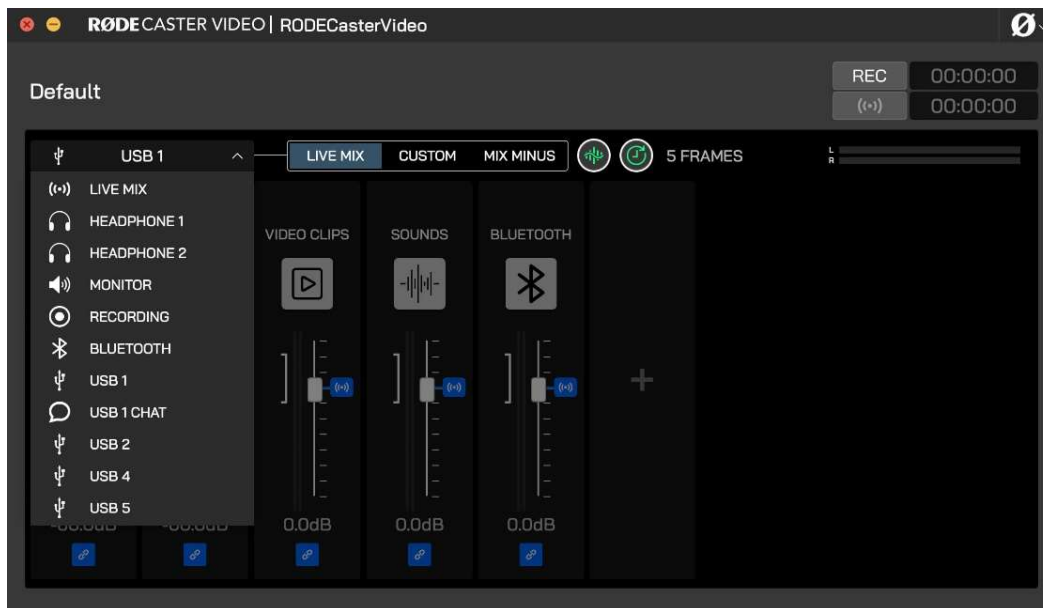 RØDECASTER VIDEO | RODECasterVideo
Default
REC 00:00:00
00:00:00
USB 1
LIVE MIX CUSTOM MIX MINUS
5 FRAMES
L
R
LIVE MIX
HEADPHONE 1
HEADPHONE 2
MONITOR
RECORDING
BLUETOOTH
USB 1
USB 1 CHAT
USB 2
USB 4
USB 5
VIDEO CLIPS SOUNDS BLUETOOTH
0.0dB 0.0dB 0.0dB